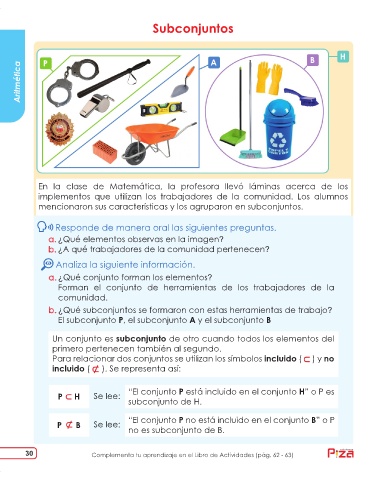 Subconjuntos
Aritmética
P
A
B
H
En la clase de Matemática, la profesora llevó láminas acerca de los
implementos que utilizan los trabajadores de la comunidad. Los alumnos
mencionaron sus características y los agruparon en subconjuntos.
Responde de manera oral las siguientes preguntas.
a. ¿Qué elementos observas en la imagen?
b. ¿A qué trabajadores de la comunidad pertenecen?
Analiza la siguiente información.
a. ¿Qué conjunto forman los elementos?
Forman el conjunto de herramientas de los trabajadores de la
comunidad.
b. ¿Qué subconjuntos se formaron con estas herramientas de trabajo?
El subconjunto P, el subconjunto A y el subconjunto B
Un conjunto es subconjunto de otro cuando todos los elementos del
primero pertenecen también al segundo.
Para relacionar dos conjuntos se utilizan los símbolos incluido ( ⊂ ) y no
incluido ( ⊄ ). Se representa así:
P ⊂ H Se lee: "El conjunto P está incluido en el conjunto H" o P es
subconjunto de H.
P ⊄ B Se lee: "El conjunto P no está incluido en el conjunto B" o P
no es subconjunto de B.
30
Complementa tu aprendizaje en el Libro de Actividades (pág. 62 - 63)